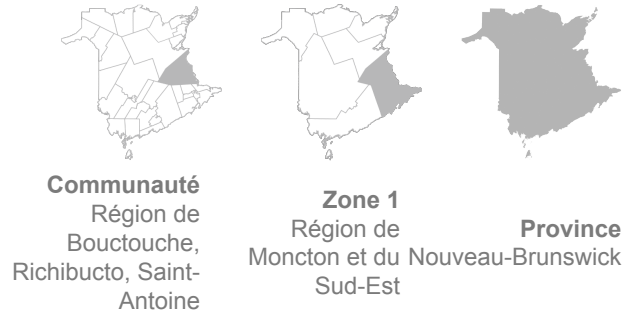 Communauté
Région de
Bouctouche,
Richibucto, Saint-
Antoine
Zone 1
Région de
Moncton et du
Sud-Est
Province
Nouveau-Brunswick